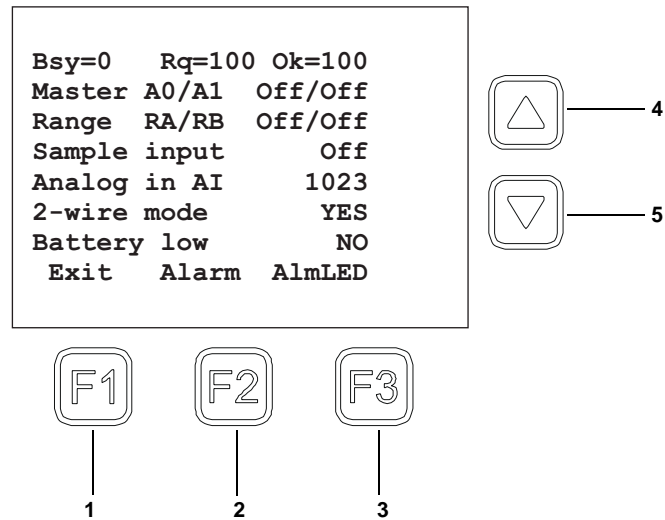 Bsy=0 Rq=100 Ok=100
Master A0/A1 Off/Off
Range RA/RB Off/Off
Sample input Off
Analog in AI 1023
2-wire mode YES
Battery low NO
Exit Alarm AlmLED
4
5
F1 F2 F3
1 2 3